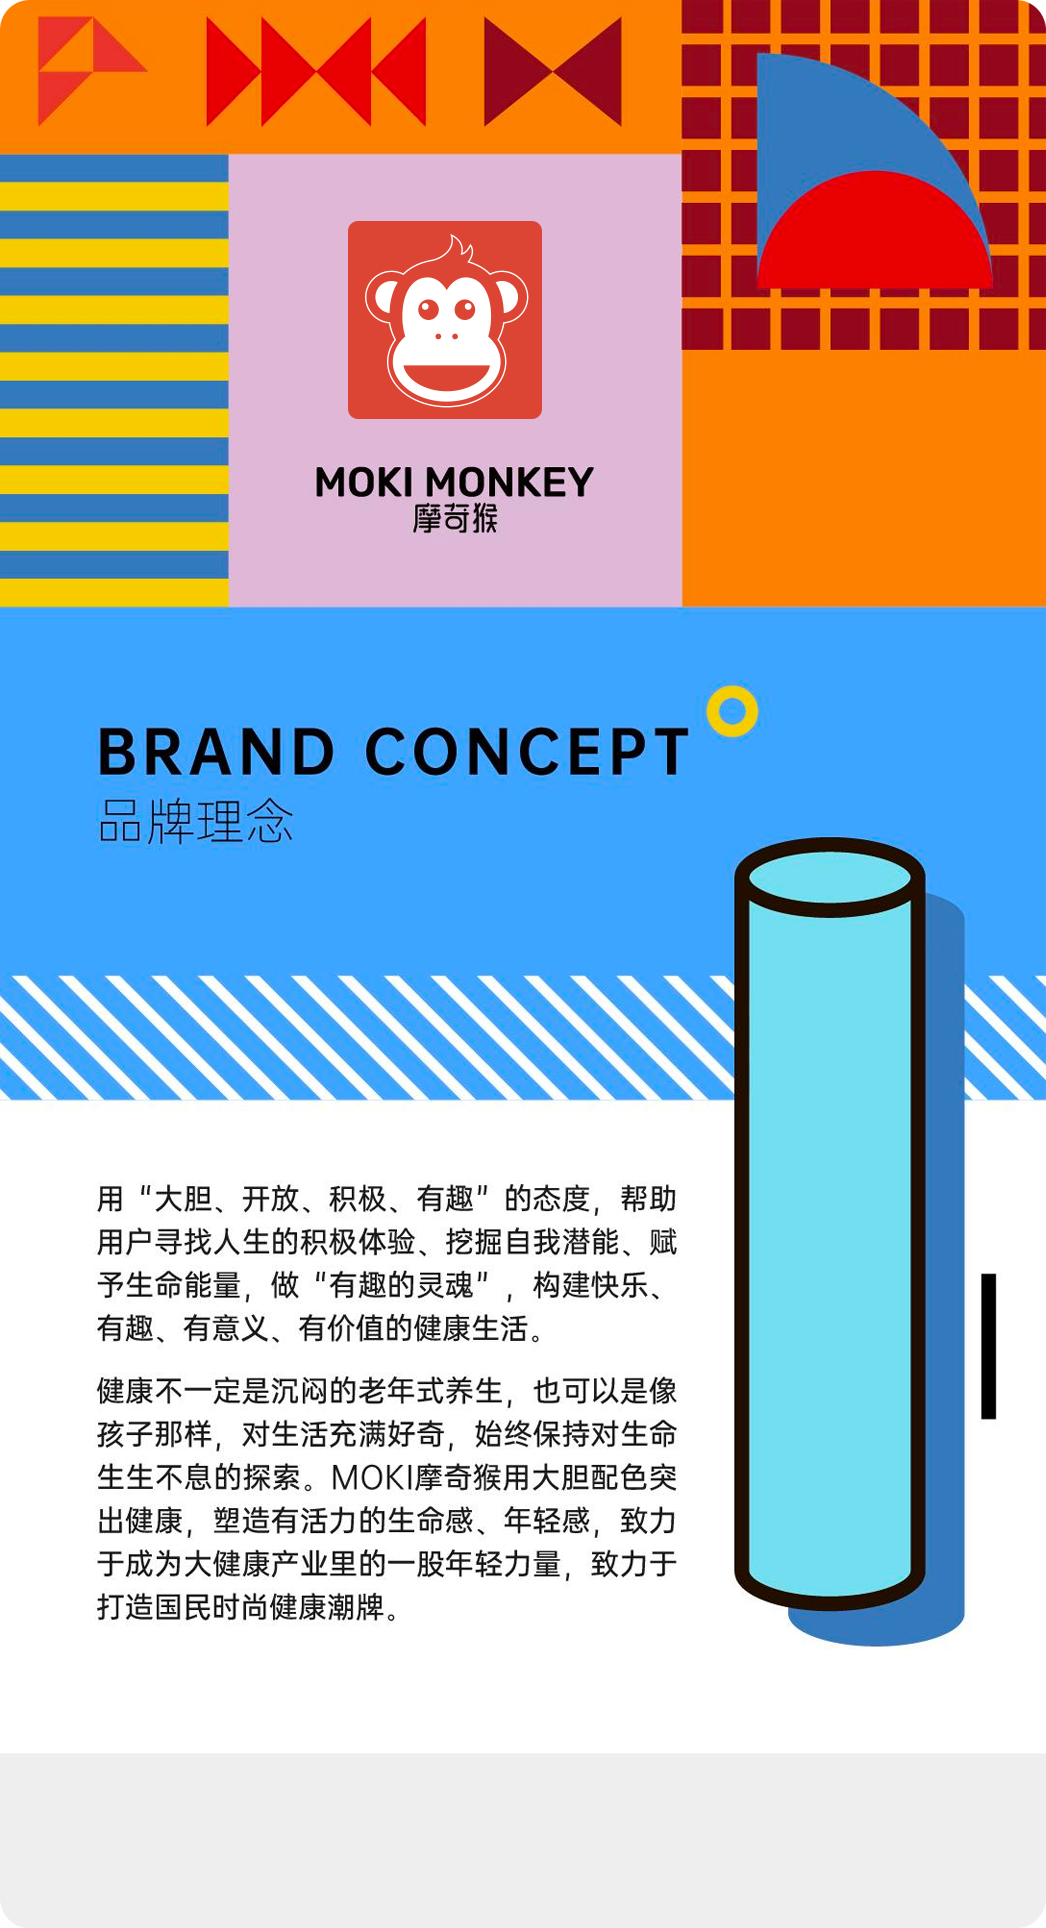 MOKI MONKEY
摩奇猴
BRAND CONCEPT
品牌理念
用“大胆、开放、积极、有趣”的态度，帮助
用户寻找人生的积极体验、挖掘自我潜能、赋
予生命能量，做“有趣的灵魂”，构建快乐、
有趣、有意义、有价值的健康生活。
健康不一定是沉闷的老年式养生，也可以是像
孩子那样，对生活充满好奇，始终保持对生命
生生不息的探索。MOKI摩奇猴用大胆配色突
出健康，塑造有活力的生命感、年轻感，致力
于成为大健康产业里的一股年轻力量，致力于
打造国民时尚健康潮牌。